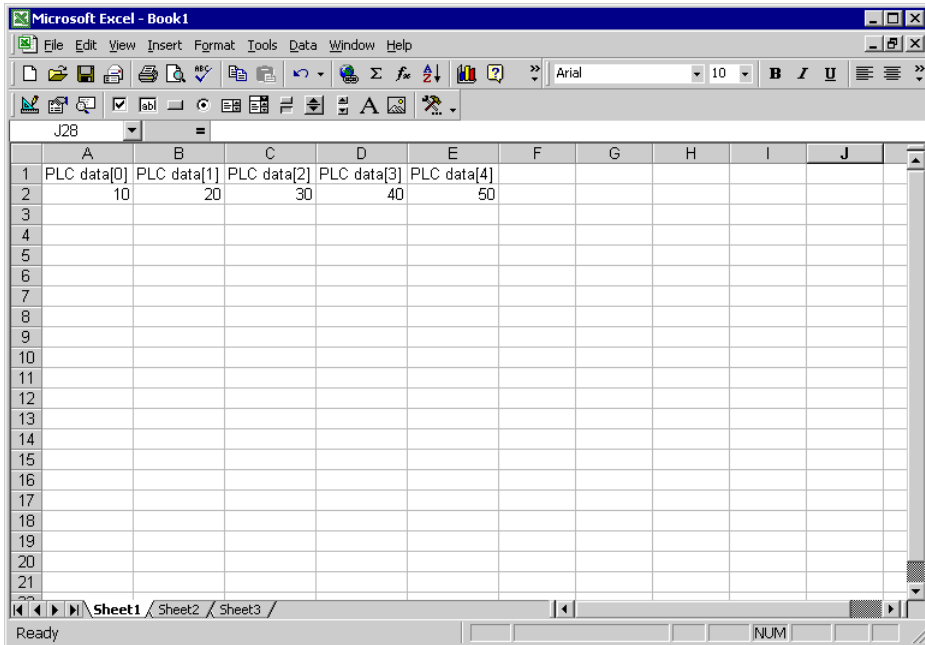 Microsoft Excel - Book1
File Edit View Insert Format Tools Data Window Help
Arial 10 B I U
J28 =
A B C D E F G H I J
1 PLC data[0] PLC data[1] PLC data[2] PLC data[3] PLC data[4]
2 10 20 30 40 50
3
4
5
6
7
8
9
10
11
12
13
14
15
16
17
18
19
20
21
Sheet1 Sheet2 Sheet3
Ready NUM